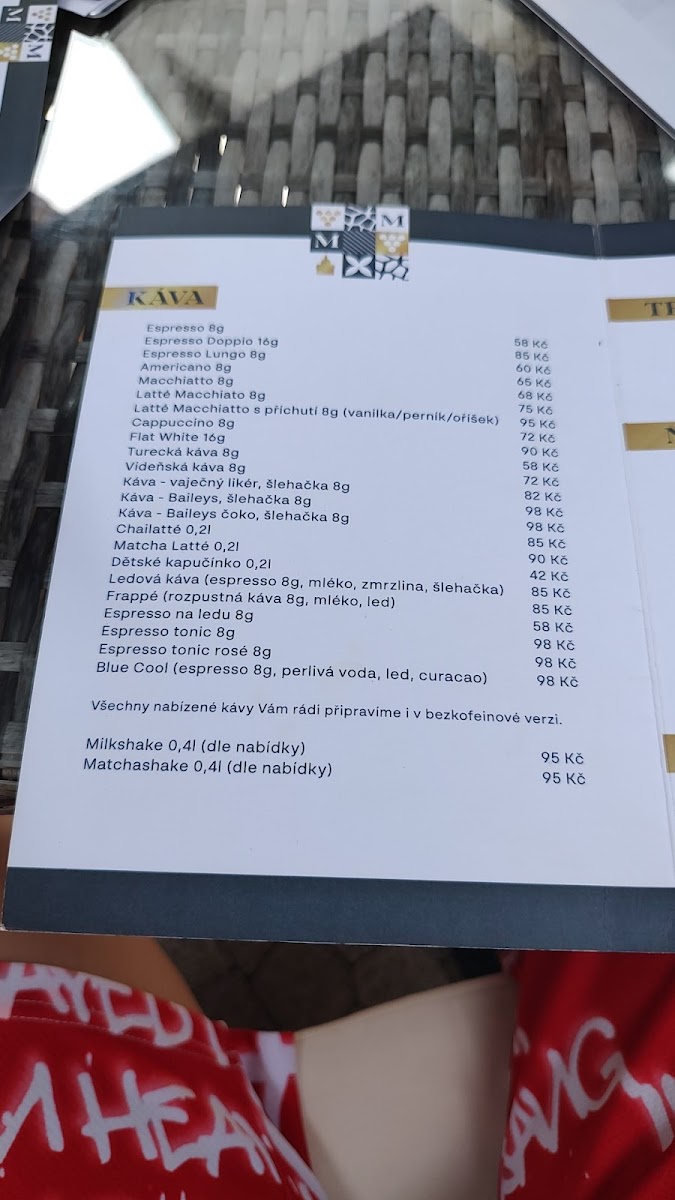 M
M
M
M
KÁVA
Espresso 8g 58 Kč
Espresso Doppio 16g 85 Kč
Espresso Lungo 8g 60 Kč
Americano 8g 65 Kč
Macchiatto 8g 68 Kč
Latté Macchiato 8g 75 Kč
Latté Macchiatto s příchutí 8g (vanilka/perník/oříšek) 95 Kč
Cappuccino 8g 72 Kč
Flat White 16g 90 Kč
Turecká káva 8g 58 Kč
Videňská káva 8g 72 Kč
Káva - vaječný likér, šlehačka 8g 82 Kč
Káva - Baileys, šlehačka 8g 98 Kč
Káva - Baileys čoko, šlehačka 8g 98 Kč
Chailatté 0,2l 85 Kč
Matcha Latté 0,2l 90 Kč
Dětské kapučínko 0,2l 42 Kč
Ledová káva (espresso 8g, mléko, zmrzlina, šlehačka) 85 Kč
Frappé (rozpustná káva 8g, mléko, led) 85 Kč
Espresso na ledu 8g 58 Kč
Espresso tonic 8g 98 Kč
Espresso tonic rosé 8g 98 Kč
Blue Cool (espresso 8g, perlivá voda, led, curacao) 98 Kč
Všechny nabízené kávy Vám rádi připravíme i v bezkofeinové verzi.
Milkshake 0,4l (dle nabídky) 95 Kč
Matchashake 0,4l (dle nabídky) 95 Kč